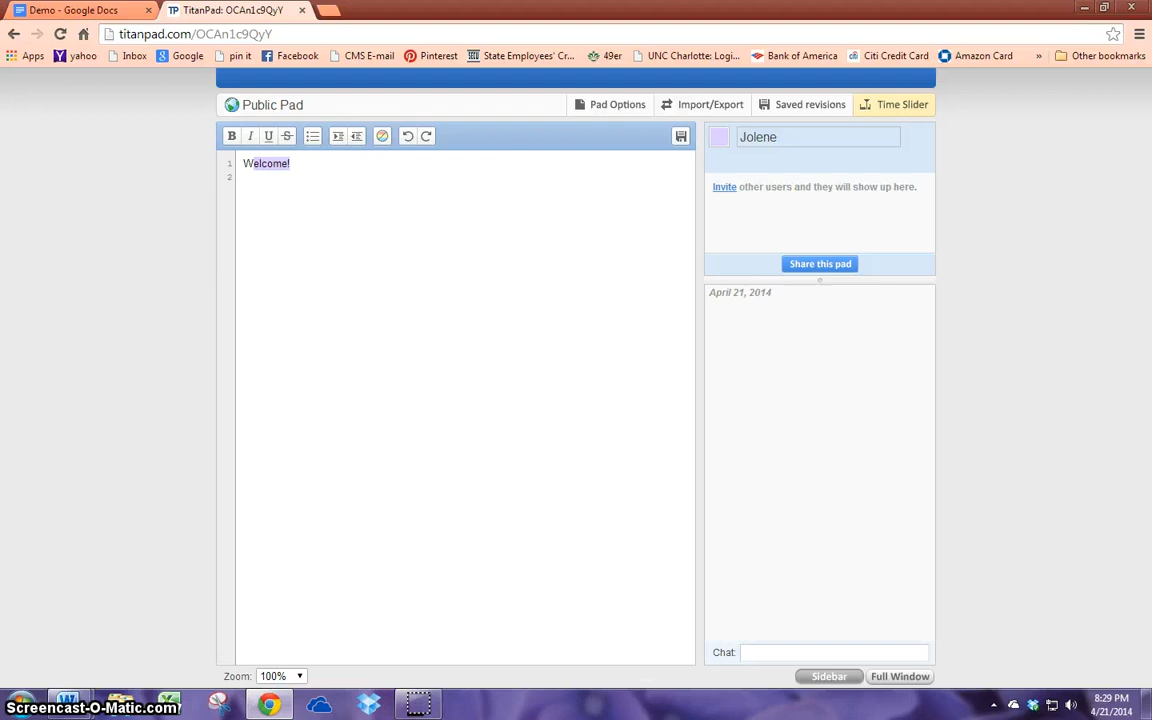 Demo - Google Docs
TitanPad: OCAn1c9QyY
titanpad.com/OCAn1c9QyY
Apps yahoo Inbox Google pin it Facebook CMS E-mail Pinterest State Employees' Cr... 49er UNC Charlotte: Logi... Bank of America Citi Credit Card Amazon Card » Other bookmarks
Public Pad Pad Options Import/Export Saved revisions Time Slider
B I U S
Jolene
1 Welcome!
2
Invite other users and they will show up here.
Share this pad
April 21, 2014
Chat:
Zoom: 100% Sidebar Full Window
Screencast-O-Matic.com
8:29 PM
4/21/2014